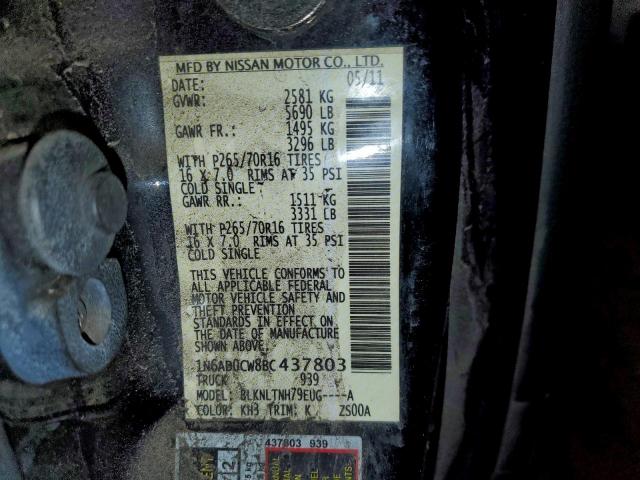 MFD BY NISSAN MOTOR CO., LTD.
DATE: 05/11
GVWR: 2581 KG
5690 LB
GAWR FR.: 1495 KG
3296 LB
WITH P265/70R16 TIRES
16 X 7.0 RIMS AT 35 PSI
COLD SINGLE
GAWR RR.: 1511 KG
3331 LB
WITH P265/70R16 TIRES
16 X 7.0 RIMS AT 35 PSI
COLD SINGLE
THIS VEHICLE CONFORMS TO
ALL APPLICABLE FEDERAL
MOTOR VEHICLE SAFETY AND
THEFT PREVENTION
STANDARDS IN EFFECT ON
THE DATE OF MANUFACTURE
SHOWN ABOVE.
1N6AD0CW8BC437803
TRUCK 939
MODEL: BLKNLTNH79EUG----A
COLOR: KH3 TRIM: K ZS00A
437803 939